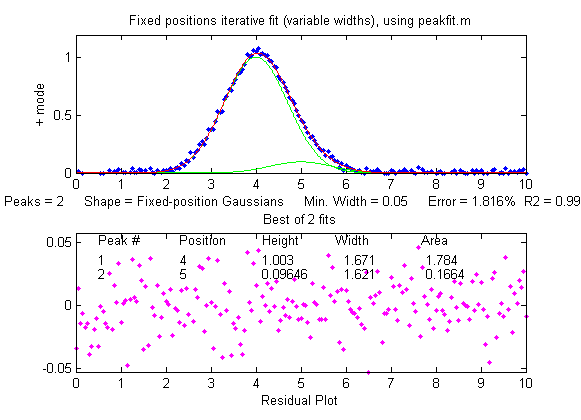 Fixed positions iterative fit (variable widths), using peakfit.m
+ mode
1
0.5
0
0 1 2 3 4 5 6 7 8 9 10
Peaks = 2 Shape = Fixed-position Gaussians Min. Width = 0.05 Error = 1.816% R2 = 0.99
Best of 2 fits
0.05
0
-0.05
Peak # Position Height Width Area
1 4 1.003 1.671 1.784
2 5 0.09646 1.621 0.1664
0 1 2 3 4 5 6 7 8 9 10
Residual Plot